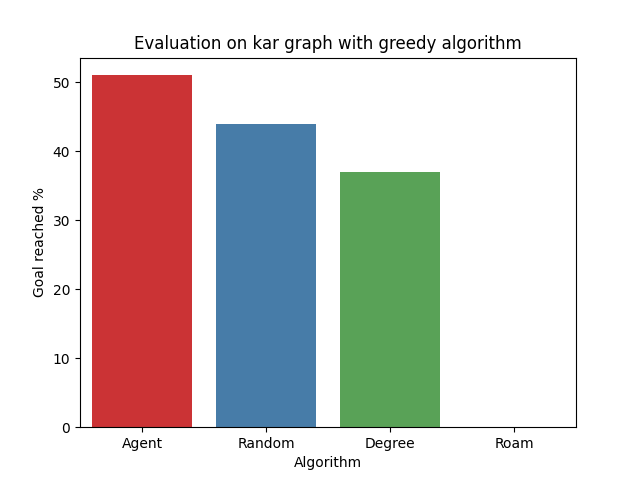 Evaluation on kar graph with greedy algorithm
50
40
30
20
10
0
Goal reached %
Agent Random Degree Roam
Algorithm